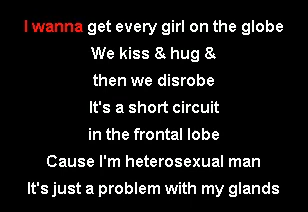 I wanna get every girl on the globe
We kiss & hug &
then we disrobe
It's a short circuit
in the frontal lobe
Cause I'm heterosexual man
It's just a problem with my glands